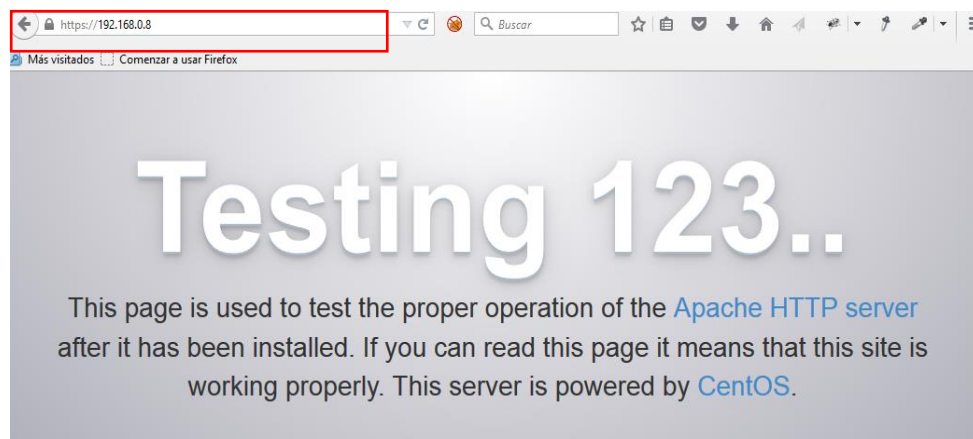 https://192.168.0.8
Buscar
Más visitados Comenzar a usar Firefox
Testing 123..
This page is used to test the proper operation of the Apache HTTP server
after it has been installed. If you can read this page it means that this site is
working properly. This server is powered by CentOS.